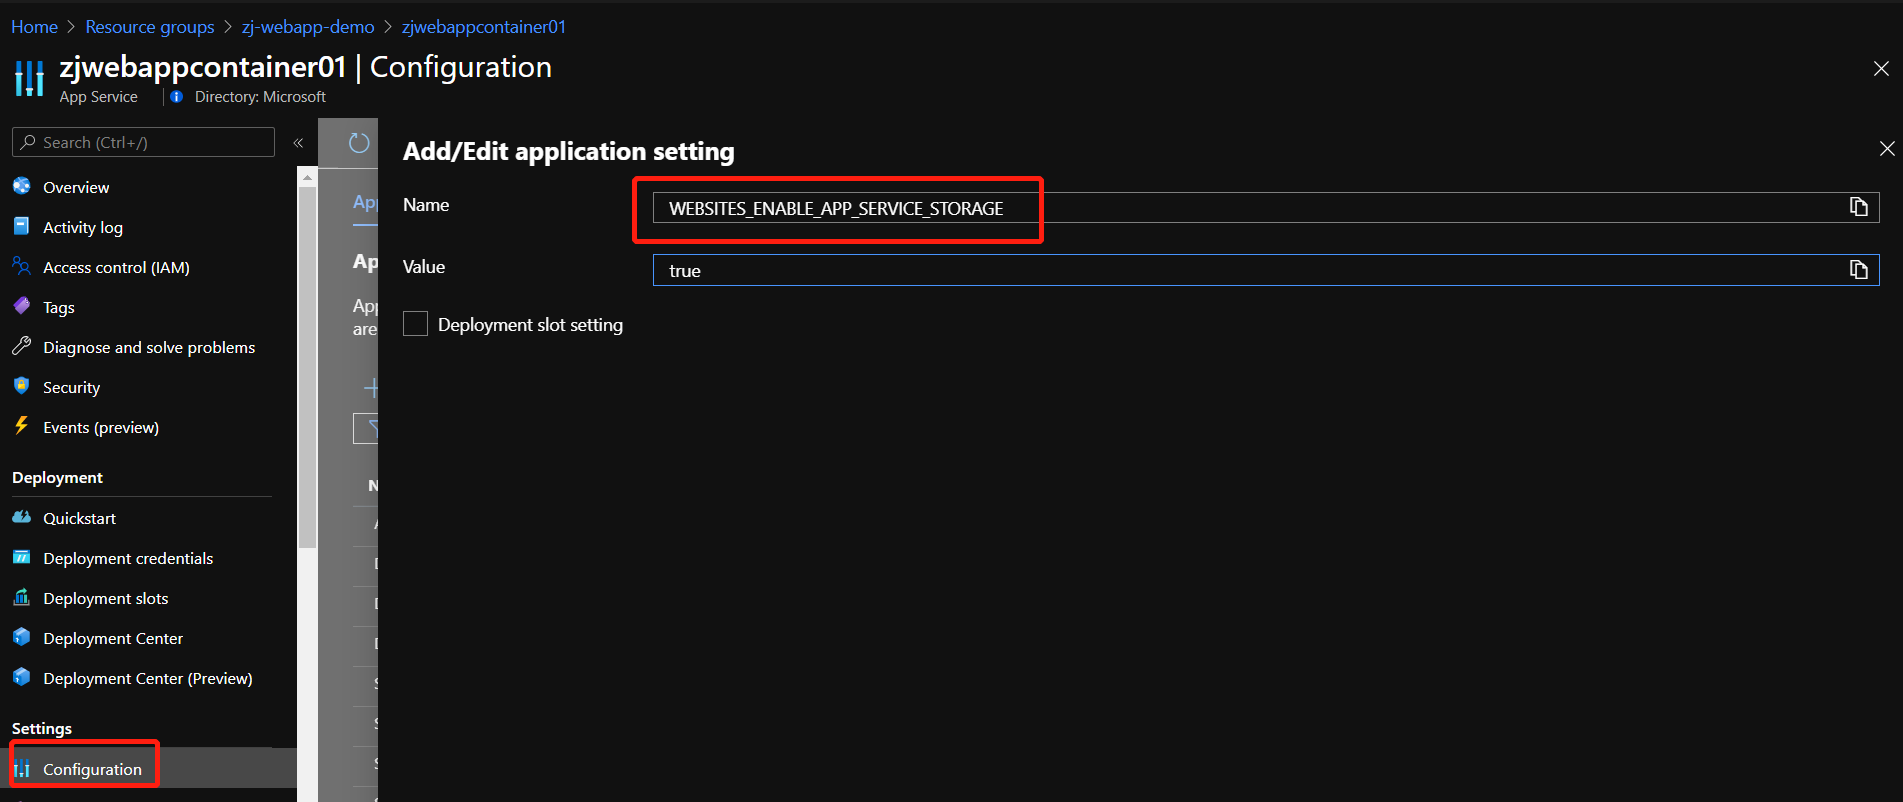 Home > Resource groups > zj-webapp-demo > zjwebappcontainer01
zjwebappcontainer01 | Configuration
App Service
Directory: Microsoft
Search (Ctrl+/)
«
Overview
Activity log
Access control (IAM)
Tags
Diagnose and solve problems
Security
Events (preview)
Deployment
Quickstart
Deployment credentials
Deployment slots
Deployment Center
Deployment Center (Preview)
Settings
Configuration
App
Ap
App
are
Add/Edit application setting
Name
WEBSITES_ENABLE_APP_SERVICE_STORAGE
Value
true
Deployment slot setting